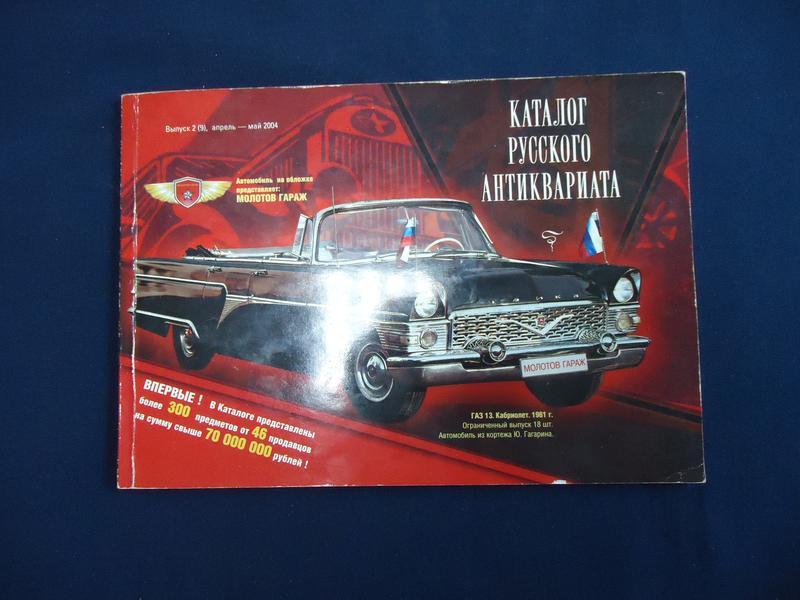 Выпуск 2 (9), апрель — май 2004
КАТАЛОГ
РУССКОГО
АНТИКВАРИАТА
Автомобиль на обложке
представляет:
МОЛОТОВ ГАРАЖ
ЧАЙКА
МОЛОТОВ ГАРАЖ
ВПЕРВЫЕ ! В Каталоге представлены
более 300 предметов от 46 продавцов
на сумму свыше 70 000 000 рублей !
ГАЗ 13. Кабриолет. 1981 г.
Ограниченный выпуск 18 шт.
Автомобиль из кортежа Ю. Гагарина.